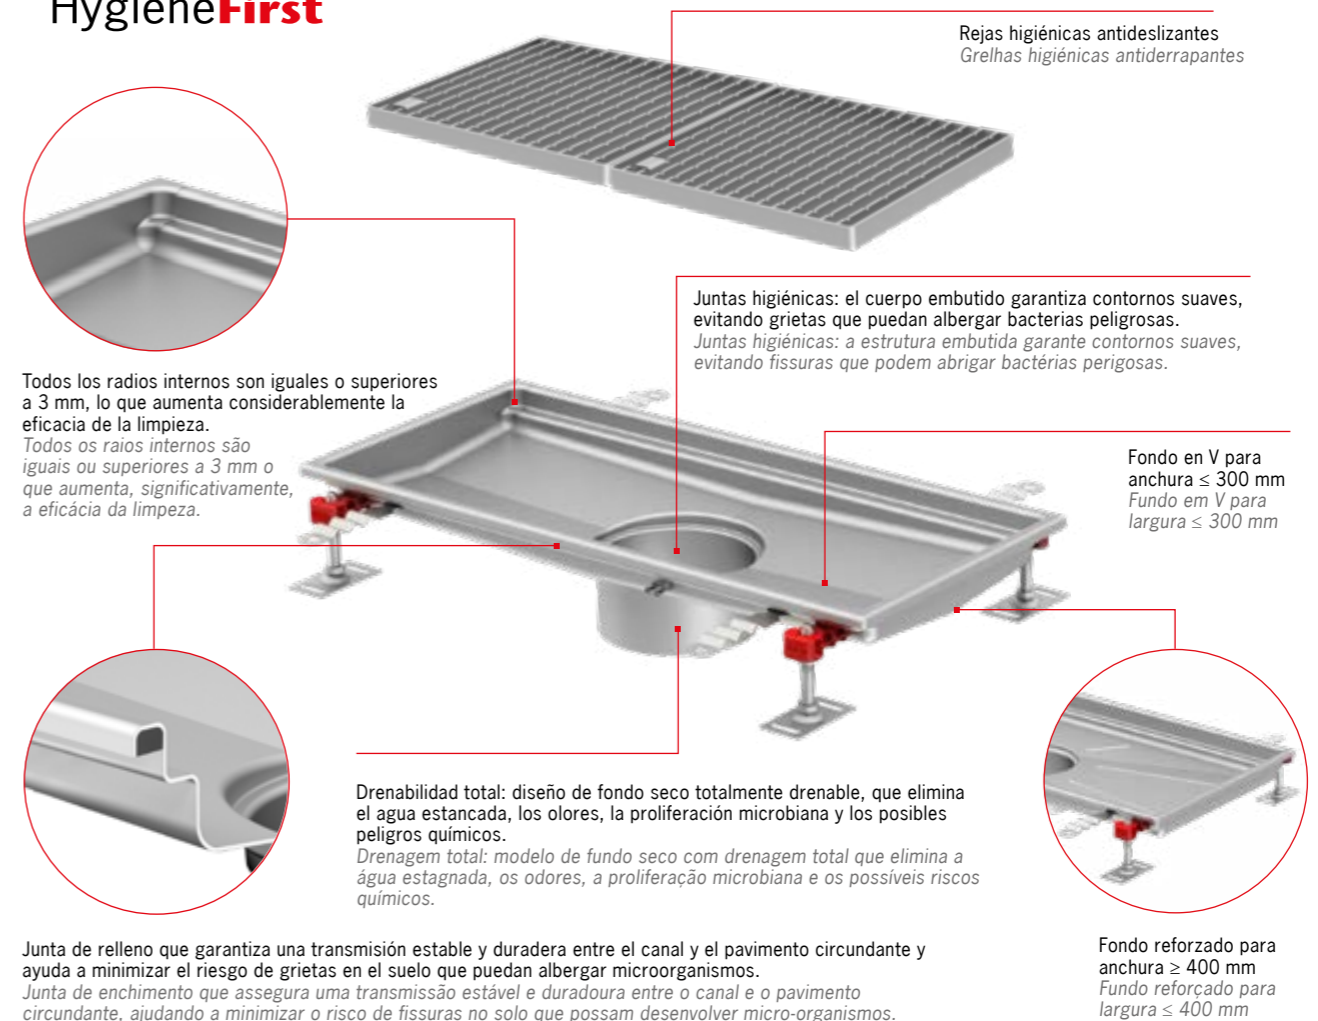 HygieneFirst
Rejas higiénicas antideslizantes
Grelhas higiénicas antiderrapantes
Juntas higiénicas: el cuerpo embutido garantiza contornos suaves,
evitando grietas que puedan albergar bacterias peligrosas.
Juntas higiénicas: a estrutura embutida garante contornos suaves,
evitando fissuras que podem abrigar bactérias perigosas.
Todos los radios internos son iguales o superiores
a 3 mm, lo que aumenta considerablemente la
eficacia de la limpieza.
Todos os raios internos são
iguais ou superiores a 3 mm o
que aumenta, significativamente,
a eficácia da limpeza.
Fondo en V para
anchura ≤ 300 mm
Fundo em V para
largura ≤ 300 mm
Drenabilidad total: diseño de fondo seco totalmente drenable, que elimina
el agua estancada, los olores, la proliferación microbiana y los posibles
peligros químicos.
Drenagem total: modelo de fundo seco com drenagem total que elimina a
água estagnada, os odores, a proliferação microbiana e os possíveis riscos
químicos.
Junta de relleno que garantiza una transmisión estable y duradera entre el canal y el pavimento circundante y
ayuda a minimizar el riesgo de grietas en el suelo que puedan albergar microorganismos.
Junta de enchimento que assegura uma transmissão estável e duradoura entre o canal e o pavimento
circundante, ajudando a minimizar o risco de fissuras no solo que possam desenvolver micro-organismos.
Fondo reforzado para
anchura ≥ 400 mm
Fundo reforçado para
largura ≤ 400 mm